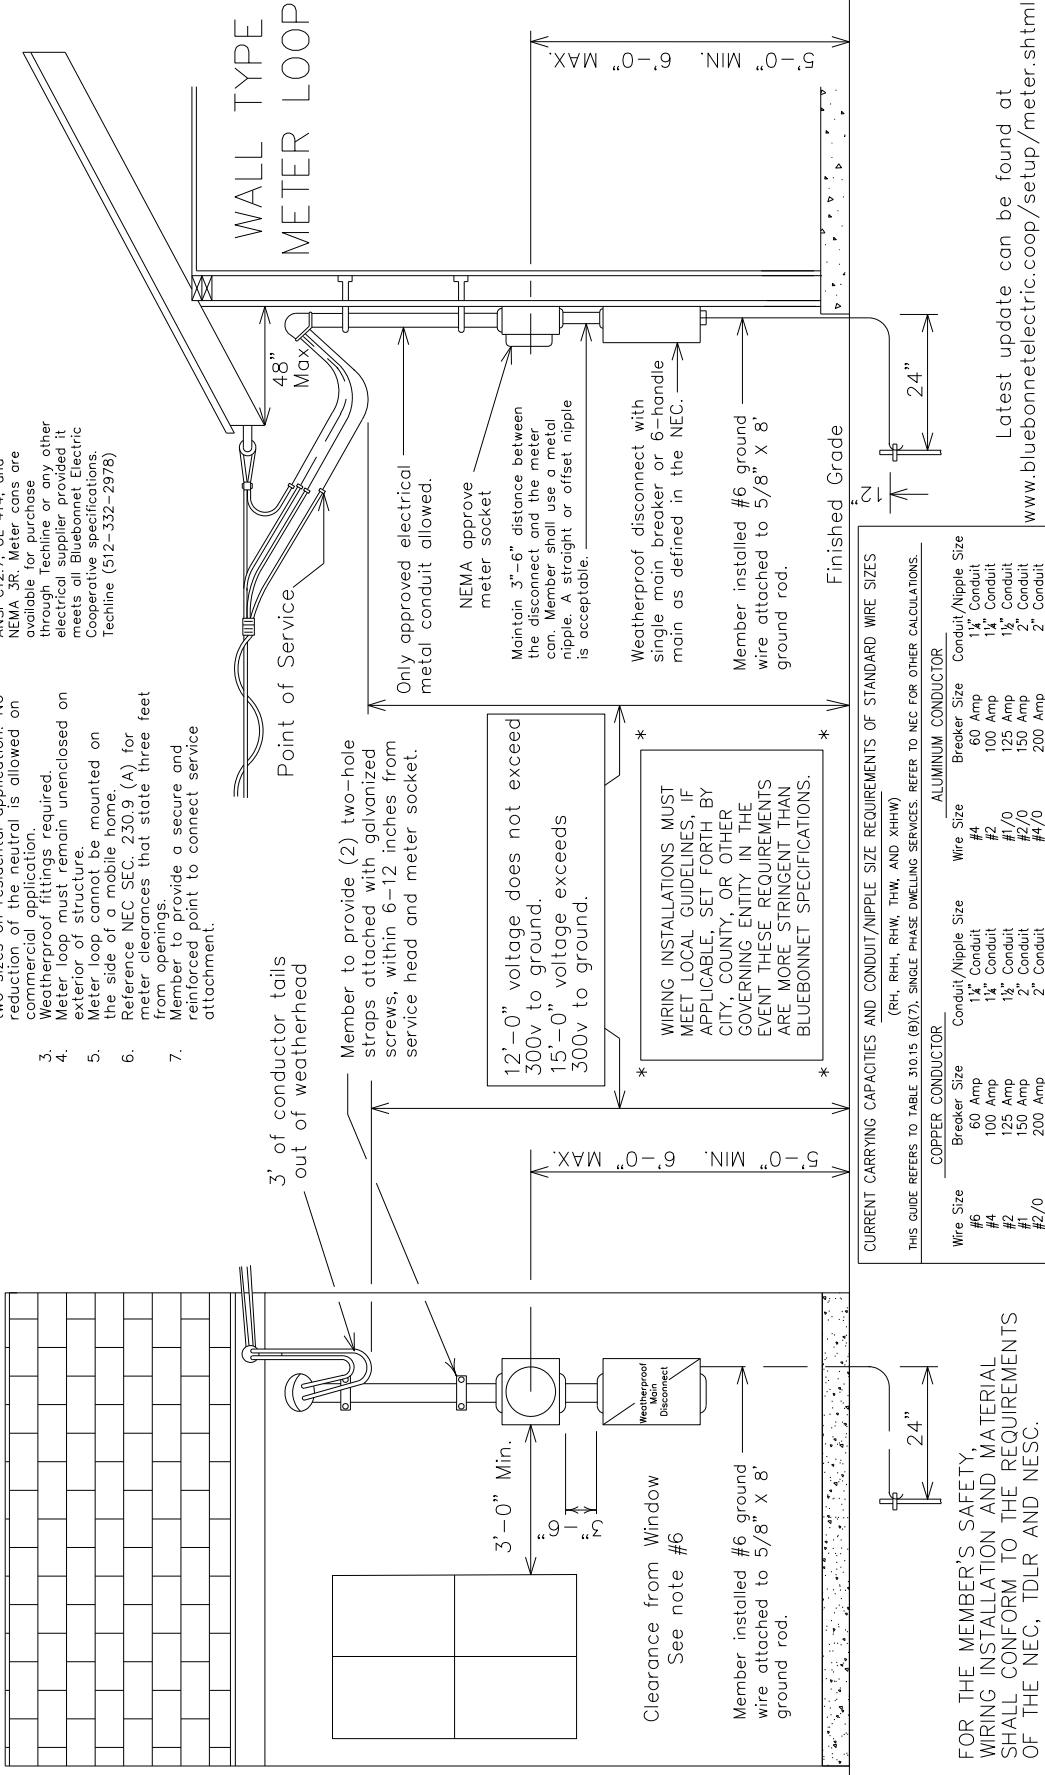 WALL TYPE
METER LOOP
two sizes on residential application. No
reduction of the neutral is allowed on
commercial application.
3. Weatherproof fittings required.
4. Meter loop must remain unenclosed on
exterior of structure.
5. Meter loop cannot be mounted on
the side of a mobile home.
6. Reference NEC SEC. 230.9 (A) for
meter clearances that state three feet
from openings.
7. Member to provide a secure and
reinforced point to connect service
attachment.
ANSI C12.7, UL 414, and
NEMA 3R. Meter cans are
available for purchase
through Techline or any other
electrical supplier provided it
meets all Bluebonnet Electric
Cooperative specifications.
Techline (512-332-2978)
3' of conductor tails
out of weatherhead
Member to provide (2) two-hole
straps attached with galvanized
screws, within 6-12 inches from
service head and meter socket.
Point of Service
48"
Max
Only approved electrical
metal conduit allowed.
NEMA approve
meter socket
Maintain 3"-6" distance between
the disconnect and the meter
can. Member shall use a metal
nipple. A straight or offset nipple
is acceptable.
Weatherproof disconnect with
single main breaker or 6-handle
main as defined in the NEC.
Member installed #6 ground
wire attached to 5/8" X 8'
ground rod.
Finished Grade
5'-0" MIN. 6'-0" MAX.
24"
12"
12'-0" voltage does not exceed
300v to ground.
15'-0" voltage exceeds
300v to ground.
* *
WIRING INSTALLATIONS MUST
MEET LOCAL GUIDELINES, IF
APPLICABLE, SET FORTH BY
CITY, COUNTY, OR OTHER
GOVERNING ENTITY IN THE
EVENT THESE REQUIREMENTS
ARE MORE STRINGENT THAN
BLUEBONNET SPECIFICATIONS.
* *
5'-0" MIN. 6'-0" MAX.
3'-0" Min.
3"-6"
Weatherproof
Main
Disconnect
Clearance from Window
See note #6
Member installed #6 ground
wire attached to 5/8" X 8'
ground rod.
24"
FOR THE MEMBER'S SAFETY,
WIRING INSTALLATION AND MATERIAL
SHALL CONFORM TO THE REQUIREMENTS
OF THE NEC, TDLR AND NESC.
CURRENT CARRYING CAPACITIES AND CONDUIT/NIPPLE SIZE REQUIREMENTS OF STANDARD WIRE SIZES
(RH, RHH, RHW, THW, AND XHHW)
THIS GUIDE REFERS TO TABLE 310.15 (B)(7). SINGLE PHASE DWELLING SERVICES. REFER TO NEC FOR OTHER CALCULATIONS.
COPPER CONDUCTOR ALUMINUM CONDUCTOR
Wire Size Breaker Size Conduit/Nipple Size Wire Size Breaker Size Conduit/Nipple Size
#6 60 Amp 1¼" Conduit #4 60 Amp 1¼" Conduit
#4 100 Amp 1¼" Conduit #2 100 Amp 1¼" Conduit
#2 125 Amp 1½" Conduit #1/0 125 Amp 1½" Conduit
#1 150 Amp 2" Conduit #2/0 150 Amp 2" Conduit
#2/0 200 Amp 2" Conduit #4/0 200 Amp 2" Conduit
Latest update can be found at
www.bluebonnetelectric.coop/setup/meter.shtml